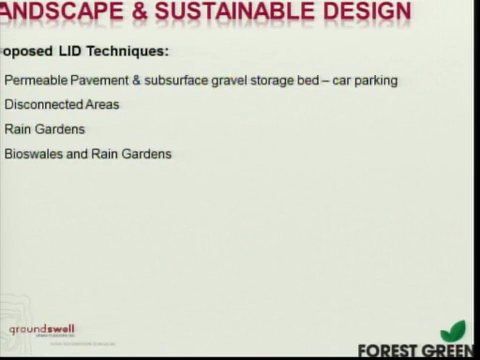 ANDSCAPE & SUSTAINABLE DESIGN
oposed LID Techniques:
Permeable Pavement & subsurface gravel storage bed – car parking
Disconnected Areas
Rain Gardens
Bioswales and Rain Gardens
groundswell
FOREST GREEN